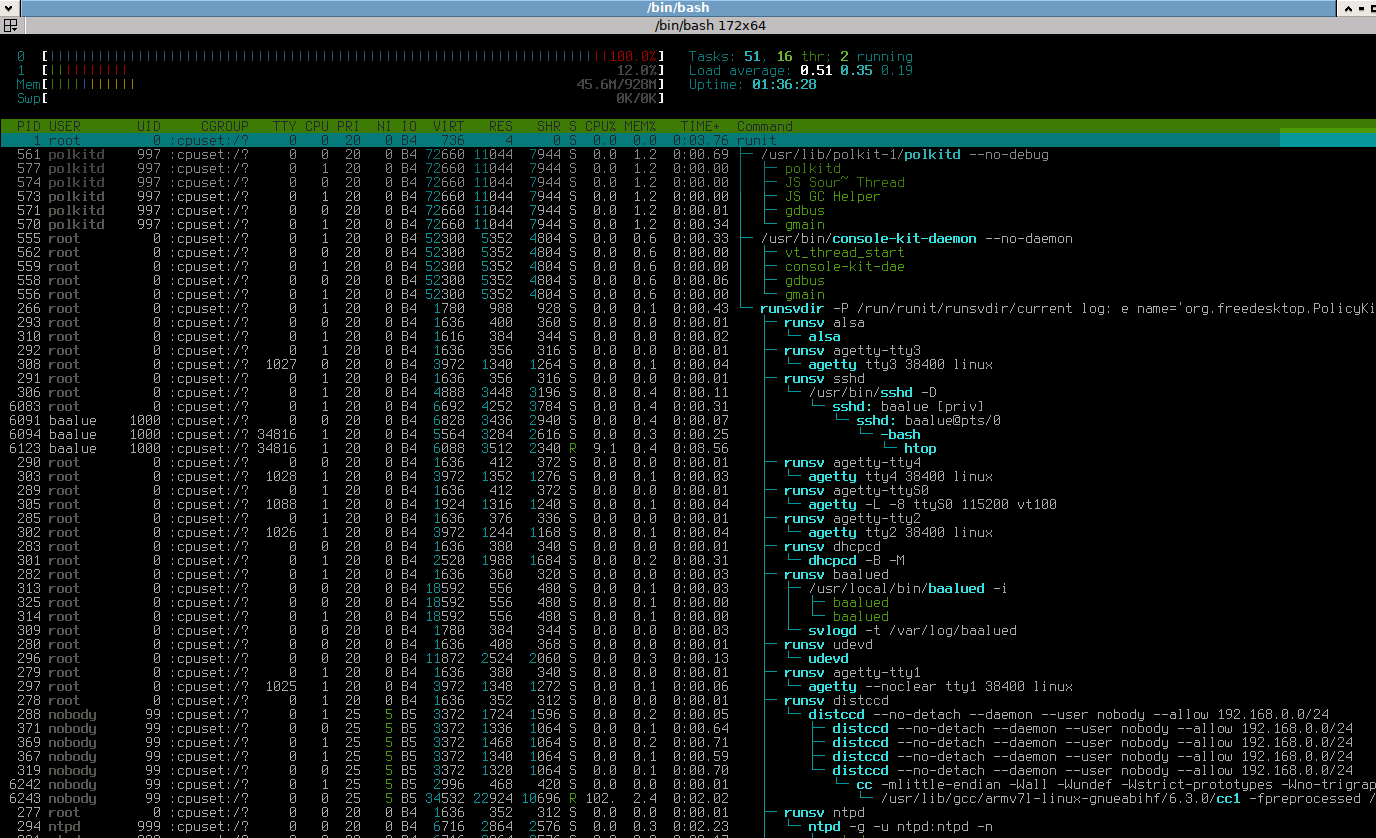 /bin/bash
/bin/bash 172x64
0 [||||||||||||||||||||||||||||||||||||||||||||||||||||||||||||||||||||||100.0%] Tasks: 51, 16 thr; 2 running
1 [|||||||||| 12.0%] Load average: 0.51 0.35 0.19
Mem[||||||||||| 45.6M/928M] Uptime: 01:36:28
Swp[ 0K/0K]
PID USER UID CGROUP TTY CPU PRI NI IO VIRT RES SHR S CPU% MEM% TIME+ Command
1 root 0 :cpuset:/? 0 0 20 0 B4 736 4 0 S 0.0 0.0 0:03.76 runit
561 polkitd 997 :cpuset:/? 0 1 20 0 B4 72660 11044 7944 S 0.0 1.2 0:00.69 ├─ /usr/lib/polkit-1/polkitd --no-debug
577 polkitd 997 :cpuset:/? 0 1 20 0 B4 72660 11044 7944 S 0.0 1.2 0:00.00 │ ├─ polkitd
574 polkitd 997 :cpuset:/? 0 0 20 0 B4 72660 11044 7944 S 0.0 1.2 0:00.00 │ ├─ JS Sour~ Thread
573 polkitd 997 :cpuset:/? 0 1 20 0 B4 72660 11044 7944 S 0.0 1.2 0:00.00 │ ├─ JS GC Helper
571 polkitd 997 :cpuset:/? 0 0 20 0 B4 72660 11044 7944 S 0.0 1.2 0:00.01 │ ├─ gdbus
570 polkitd 997 :cpuset:/? 0 1 20 0 B4 72660 11044 7944 S 0.0 1.2 0:00.34 │ └─ gmain
555 root 0 :cpuset:/? 0 1 20 0 B4 52300 5352 4804 S 0.0 0.6 0:00.33 ├─ /usr/bin/console-kit-daemon --no-daemon
562 root 0 :cpuset:/? 0 0 20 0 B4 52300 5352 4804 S 0.0 0.6 0:00.00 │ ├─ vt_thread_start
559 root 0 :cpuset:/? 0 1 20 0 B4 52300 5352 4804 S 0.0 0.6 0:00.00 │ ├─ console-kit-dae
558 root 0 :cpuset:/? 0 0 20 0 B4 52300 5352 4804 S 0.0 0.6 0:00.06 │ ├─ gdbus
556 root 0 :cpuset:/? 0 1 20 0 B4 52300 5352 4804 S 0.0 0.6 0:00.00 │ └─ gmain
266 root 0 :cpuset:/? 0 1 20 0 B4 1780 988 928 S 0.0 0.1 0:00.43 └─ runsvdir -P /run/runit/runsvdir/current log: e name='org.freedesktop.PolicyKi
293 root 0 :cpuset:/? 0 0 20 0 B4 1636 400 360 S 0.0 0.0 0:00.01 ├─ runsv alsa
310 root 0 :cpuset:/? 0 1 20 0 B4 1616 384 344 S 0.0 0.0 0:00.02 │ └─ alsa
292 root 0 :cpuset:/? 0 1 20 0 B4 1636 356 316 S 0.0 0.0 0:00.01 ├─ runsv agetty-tty3
308 root 0 :cpuset:/? 1027 0 20 0 B4 3972 1340 1264 S 0.0 0.1 0:00.04 │ └─ agetty tty3 38400 linux
291 root 0 :cpuset:/? 0 1 20 0 B4 1636 356 316 S 0.0 0.0 0:00.01 ├─ runsv sshd
306 root 0 :cpuset:/? 0 1 20 0 B4 4888 3448 3196 S 0.0 0.4 0:00.11 │ └─ /usr/bin/sshd -D
6083 root 0 :cpuset:/? 0 1 20 0 B4 6692 4252 3784 S 0.0 0.4 0:00.31 │ └─ sshd: baalue [priv]
6091 baalue 1000 :cpuset:/? 0 0 20 0 B4 6828 3436 2940 S 0.0 0.4 0:00.07 │ └─ sshd: baalue@pts/0
6094 baalue 1000 :cpuset:/? 34816 1 20 0 B4 5564 3284 2616 S 0.0 0.3 0:00.25 │ └─ -bash
6123 baalue 1000 :cpuset:/? 34816 1 20 0 B4 6088 3512 2340 R 9.1 0.4 0:08.56 │ └─ htop
290 root 0 :cpuset:/? 0 0 20 0 B4 1636 412 372 S 0.0 0.0 0:00.01 ├─ runsv agetty-tty4
303 root 0 :cpuset:/? 1028 1 20 0 B4 3972 1352 1276 S 0.0 0.1 0:00.03 │ └─ agetty tty4 38400 linux
289 root 0 :cpuset:/? 0 1 20 0 B4 1636 412 372 S 0.0 0.0 0:00.01 ├─ runsv agetty-ttyS0
305 root 0 :cpuset:/? 1088 1 20 0 B4 1924 1316 1240 S 0.0 0.1 0:00.04 │ └─ agetty -L -8 ttyS0 115200 vt100
285 root 0 :cpuset:/? 0 1 20 0 B4 1636 376 336 S 0.0 0.0 0:00.01 ├─ runsv agetty-tty2
302 root 0 :cpuset:/? 1026 1 20 0 B4 3972 1244 1168 S 0.0 0.1 0:00.04 │ └─ agetty tty2 38400 linux
283 root 0 :cpuset:/? 0 0 20 0 B4 1636 380 340 S 0.0 0.0 0:00.01 ├─ runsv dhcpcd
301 root 0 :cpuset:/? 0 1 20 0 B4 2520 1988 1684 S 0.0 0.2 0:00.31 │ └─ dhcpcd -B -M
282 root 0 :cpuset:/? 0 1 20 0 B4 1636 360 320 S 0.0 0.0 0:00.03 ├─ runsv baalued
313 root 0 :cpuset:/? 0 1 20 0 B4 18592 556 480 S 0.0 0.1 0:00.03 │ ├─ /usr/local/bin/baalued -i
325 root 0 :cpuset:/? 0 0 20 0 B4 18592 556 480 S 0.0 0.1 0:00.00 │ │ ├─ baalued
314 root 0 :cpuset:/? 0 1 20 0 B4 18592 556 480 S 0.0 0.1 0:00.00 │ │ └─ baalued
309 root 0 :cpuset:/? 0 0 20 0 B4 1780 384 344 S 0.0 0.0 0:00.03 │ └─ svlogd -t /var/log/baalued
280 root 0 :cpuset:/? 0 1 20 0 B4 1636 408 368 S 0.0 0.0 0:00.01 ├─ runsv udevd
296 root 0 :cpuset:/? 0 0 20 0 B4 11872 2524 2060 S 0.0 0.3 0:00.13 │ └─ udevd
279 root 0 :cpuset:/? 0 1 20 0 B4 1636 380 340 S 0.0 0.0 0:00.01 ├─ runsv agetty-tty1
297 root 0 :cpuset:/? 1025 1 20 0 B4 3972 1348 1272 S 0.0 0.1 0:00.06 │ └─ agetty --noclear tty1 38400 linux
278 root 0 :cpuset:/? 0 1 20 0 B4 1636 352 312 S 0.0 0.0 0:00.01 ├─ runsv distccd
288 nobody 99 :cpuset:/? 0 1 25 5 B5 3372 1724 1596 S 0.0 0.2 0:00.05 │ └─ distccd --no-detach --daemon --user nobody --allow 192.168.0.0/24
371 nobody 99 :cpuset:/? 0 0 25 5 B5 3372 1336 1064 S 0.0 0.1 0:00.64 │ ├─ distccd --no-detach --daemon --user nobody --allow 192.168.0.0/24
369 nobody 99 :cpuset:/? 0 1 25 5 B5 3372 1468 1064 S 0.0 0.2 0:00.71 │ ├─ distccd --no-detach --daemon --user nobody --allow 192.168.0.0/24
367 nobody 99 :cpuset:/? 0 1 25 5 B5 3372 1340 1064 S 0.0 0.1 0:00.59 │ ├─ distccd --no-detach --daemon --user nobody --allow 192.168.0.0/24
319 nobody 99 :cpuset:/? 0 0 25 5 B5 3372 1320 1064 S 0.0 0.1 0:00.70 │ └─ distccd --no-detach --daemon --user nobody --allow 192.168.0.0/24
6242 nobody 99 :cpuset:/? 0 1 25 5 B5 2996 468 420 S 0.0 0.0 0:00.01 │ └─ cc -mlittle-endian -Wall -Wundef -Wstrict-prototypes -Wno-trigrap
6243 nobody 99 :cpuset:/? 0 0 25 5 B5 34532 22924 10696 R 102. 2.4 0:02.02 │ └─ /usr/lib/gcc/armv7l-linux-gnueabihf/6.3.0/cc1 -fpreprocessed /
277 root 0 :cpuset:/? 0 1 20 0 B4 1636 352 312 S 0.0 0.0 0:00.01 ├─ runsv ntpd
294 ntpd 999 :cpuset:/? 0 0 20 0 B4 6716 2864 2576 S 0.0 0.3 0:02.23 │ └─ ntpd -g -u ntpd:ntpd -n